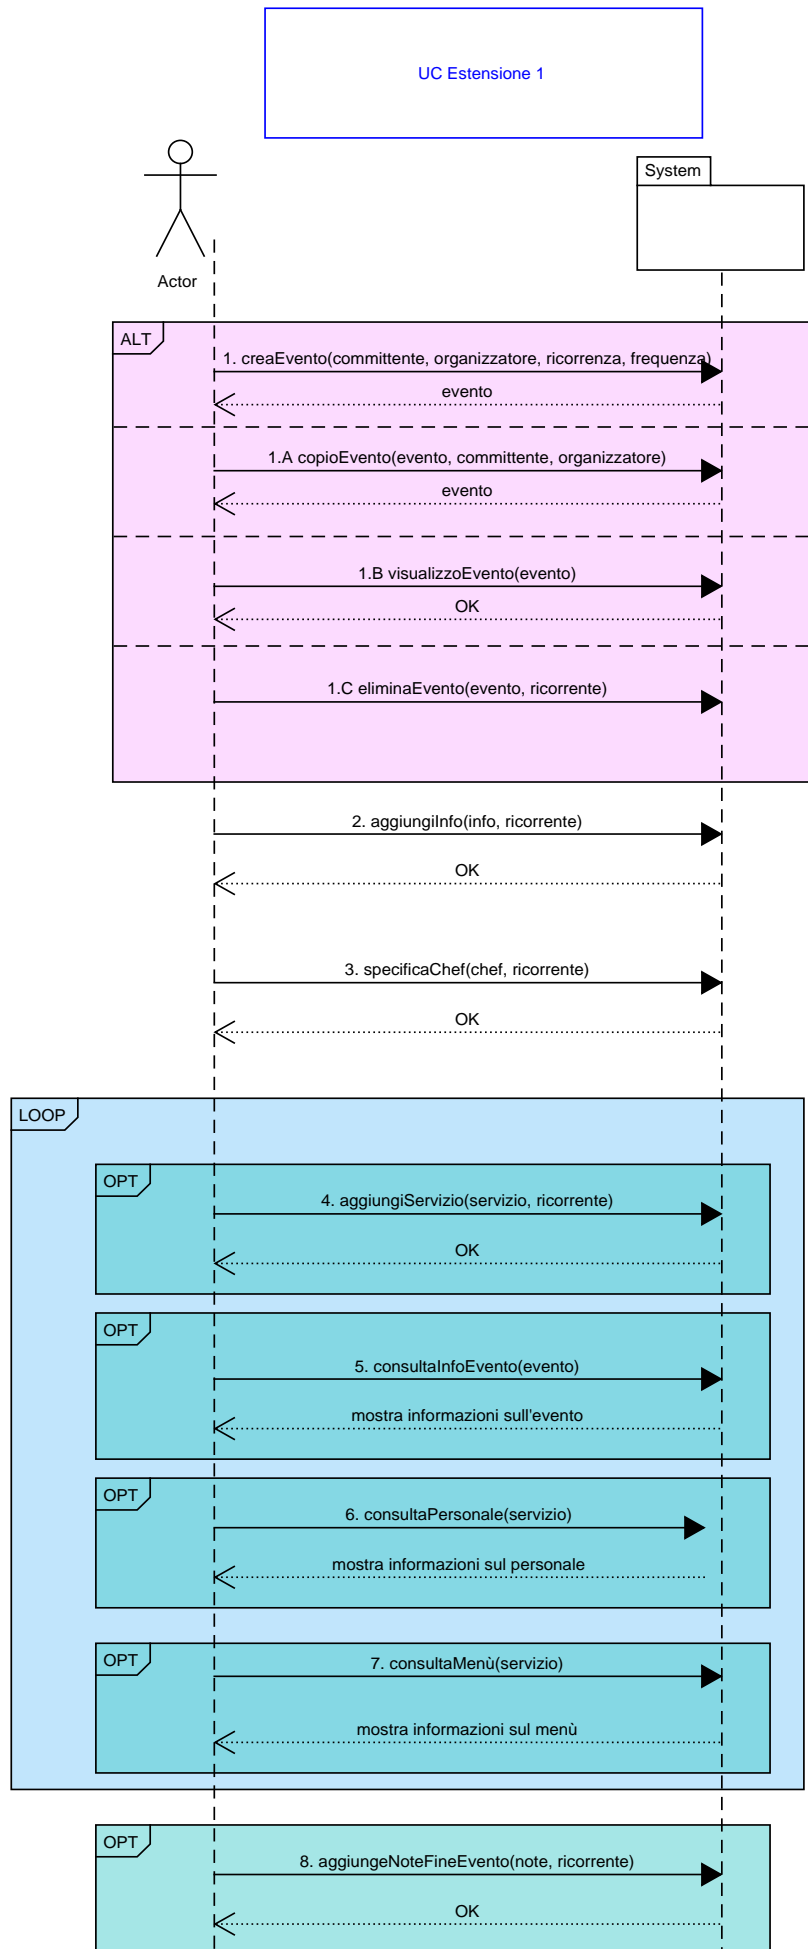 UC Estensione 1
System
Actor
ALT
1. creaEvento(committente, organizzatore, ricorrenza, frequenza)
evento
1.A copioEvento(evento, committente, organizzatore)
evento
1.B visualizzoEvento(evento)
OK
1.C eliminaEvento(evento, ricorrente)
2. aggiungiInfo(info, ricorrente)
OK
3. specificaChef(chef, ricorrente)
OK
LOOP
OPT
4. aggiungiServizio(servizio, ricorrente)
OK
OPT
5. consultaInfoEvento(evento)
mostra informazioni sull'evento
OPT
6. consultaPersonale(servizio)
mostra informazioni sul personale
OPT
7. consultaMenù(servizio)
mostra informazioni sul menù
OPT
8. aggiungeNoteFineEvento(note, ricorrente)
OK